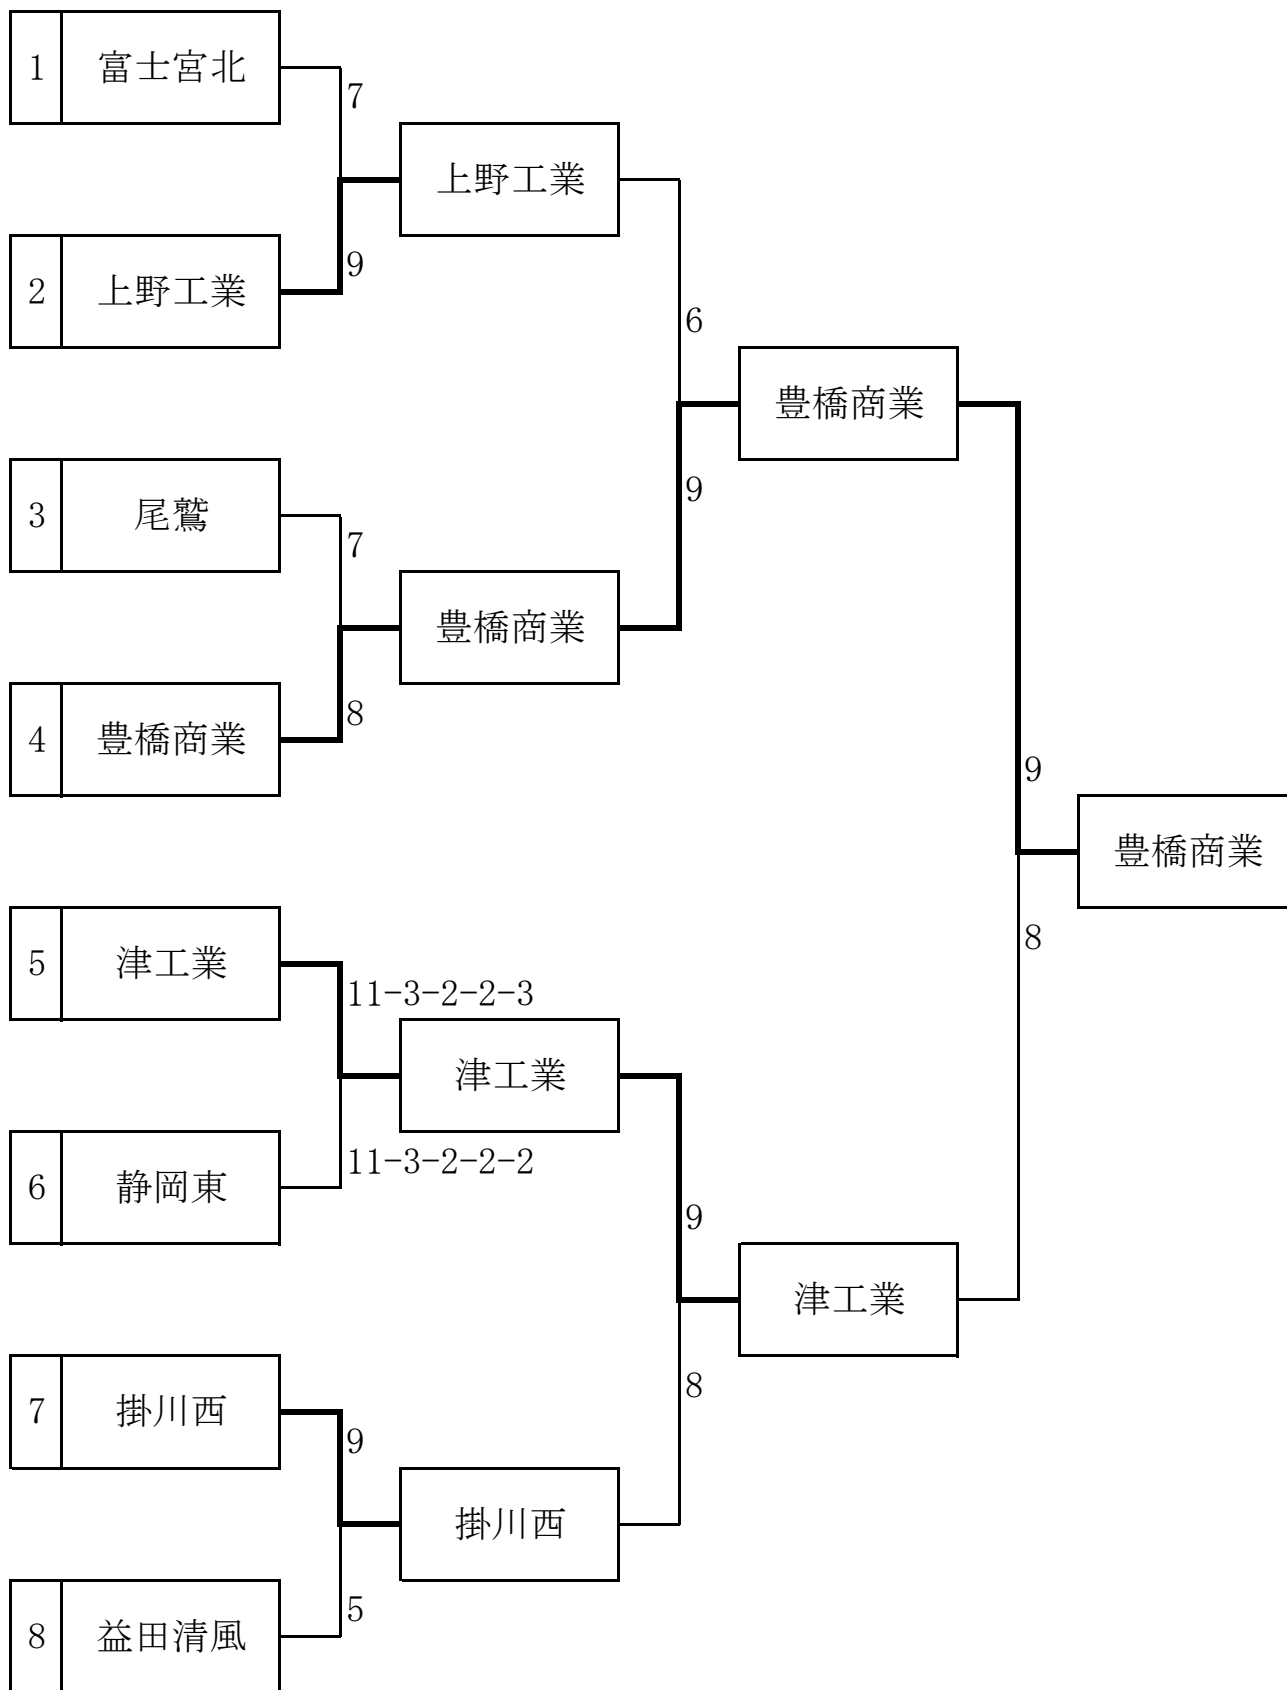 1 富士宮北
7
上野工業
9
2 上野工業
6
豊橋商業
9
3 尾鷲
7
豊橋商業
8
4 豊橋商業
9
豊橋商業
8
5 津工業
11-3-2-2-3
津工業
11-3-2-2-2
6 静岡東
9
津工業
8
7 掛川西
9
掛川西
5
8 益田清風